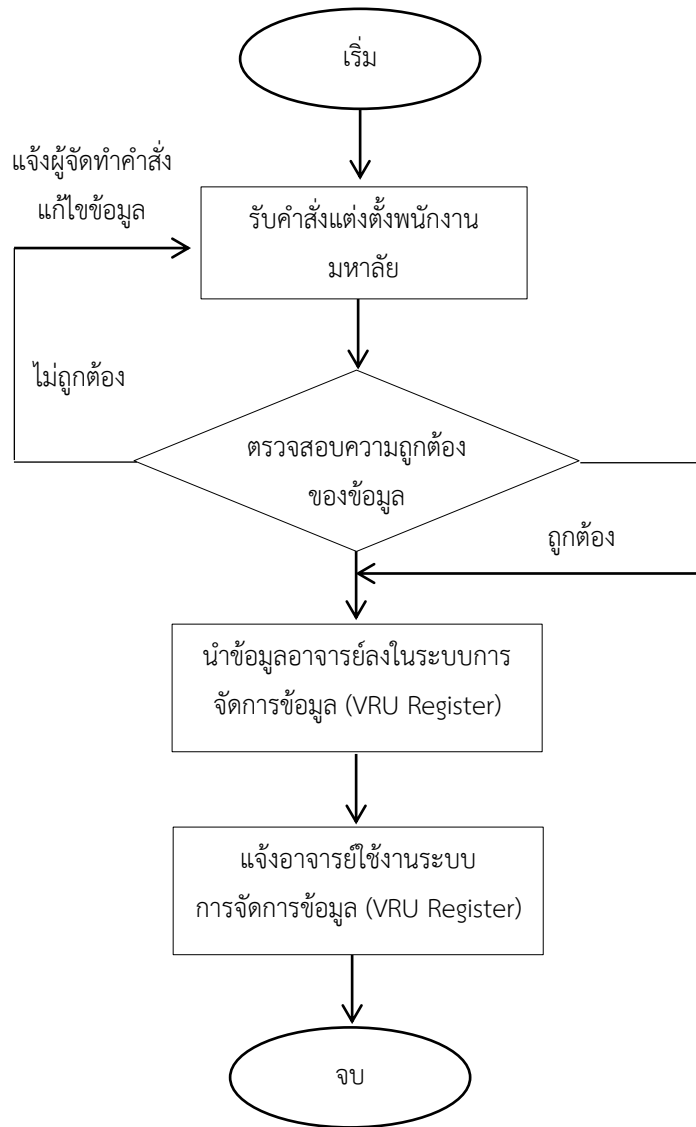 เริ่ม
แจ้งผู้จัดทำคำสั่ง
แก้ไขข้อมูล
รับคำสั่งแต่งตั้งพนักงาน
มหาลัย
ไม่ถูกต้อง
ตรวจสอบความถูกต้อง
ของข้อมูล
ถูกต้อง
นำข้อมูลอาจารย์ลงในระบบการ
จัดการข้อมูล (VRU Register)
แจ้งอาจารย์ใช้งานระบบ
การจัดการข้อมูล (VRU Register)
จบ